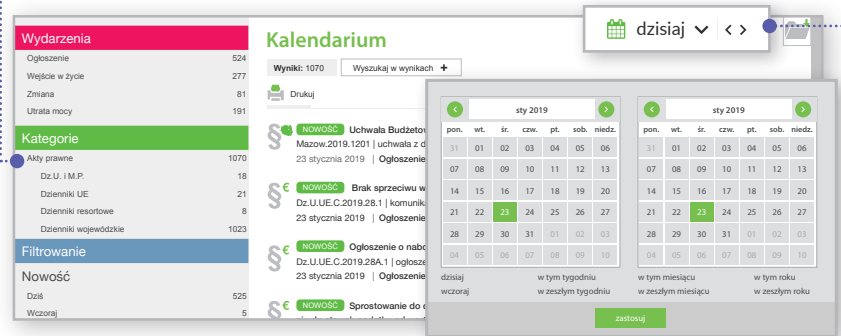 Wydarzenia
Ogłoszenie 524
Wejście w życie 277
Zmiana 81
Utrata mocy 191
Kategorie
Akty prawne 1070
Dz.U. i M.P. 18
Dzienniki UE 21
Dzienniki resortowe 8
Dzienniki wojewódzkie 1023
Filtrowanie
Nowość
Dziś 525
Wczoraj 5
Kalendarium
dzisiaj < >
Wyniki: 1070 Wyszukaj w wynikach +
Drukuj
§ NOWOŚĆ Uchwała Budżetow
Mazow.2019.1201 | uchwała z d
23 stycznia 2019 | Ogłoszenie
§ € NOWOŚĆ Brak sprzeciwu w
Dz.U.UE.C.2019.28.1 | komunika
23 stycznia 2019 | Ogłoszenie
§ € NOWOŚĆ Ogłoszenie o nabo
Dz.U.UE.C.2019.28A.1 | ogłosze
23 stycznia 2019 | Ogłoszenie
§ € NOWOŚĆ Sprostowanie do
sty 2019
pon. wt. śr. czw. pt. sob. niedz.
31 01 02 03 04 05 06
07 08 09 10 11 12 13
14 15 16 17 18 19 20
21 22 23 24 25 26 27
28 29 30 31 01 02 03
04 05 06 07 08 09 10
sty 2019
pon. wt. śr. czw. pt. sob. niedz.
31 01 02 03 04 05 06
07 08 09 10 11 12 13
14 15 16 17 18 19 20
21 22 23 24 25 26 27
28 29 30 31 01 02 03
04 05 06 07 08 09 10
dzisiaj w tym tygodniu w tym miesiącu w tym roku
wczoraj w zeszłym tygodniu w zeszłym miesiącu w zeszłym roku
zastosuj